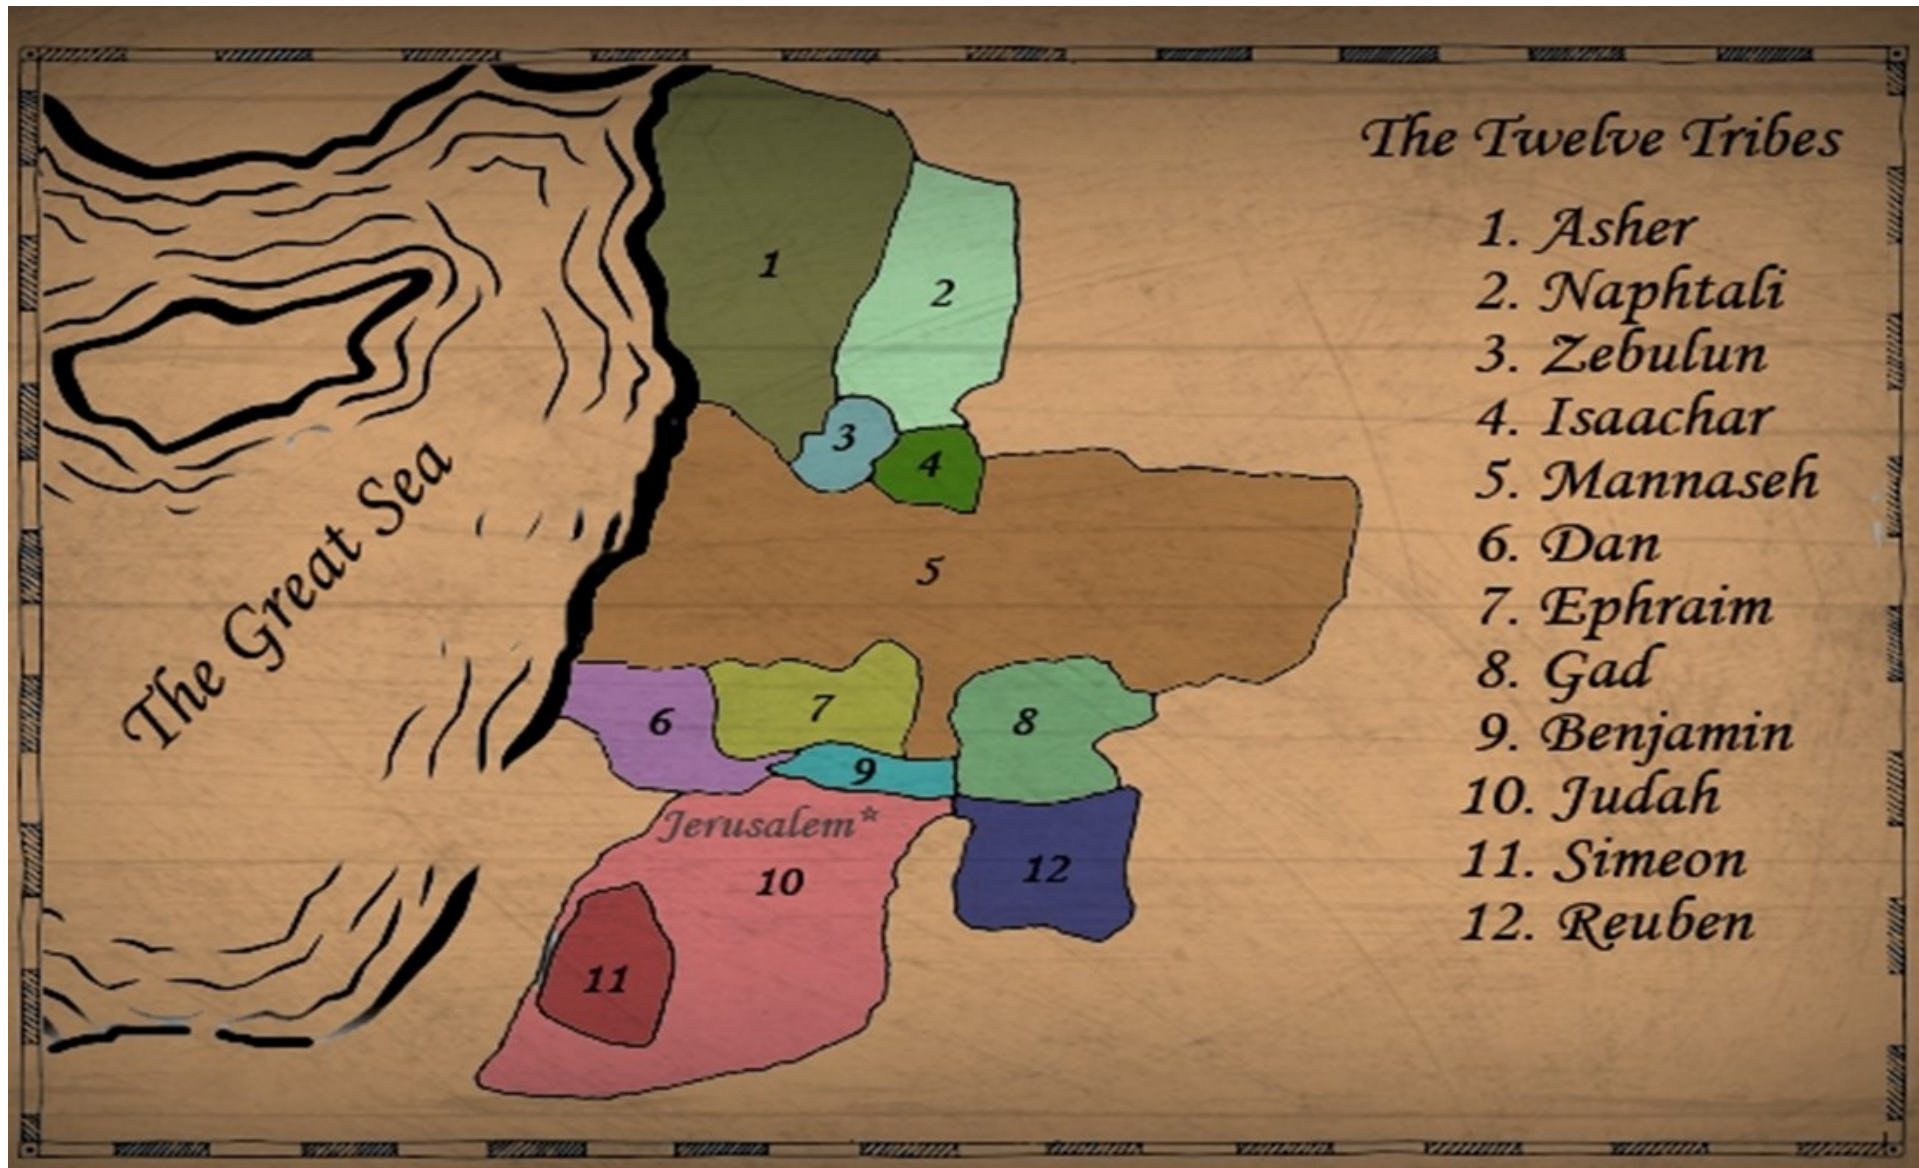 The Twelve Tribes
1. Asher
2. Naphtali
3. Zebulun
4. Isaachar
5. Mannaseh
6. Dan
7. Ephraim
8. Gad
9. Benjamin
10. Judah
11. Simeon
12. Reuben
The Great Sea
1
2
3
4
5
6
7
8
9
Jerusalem*
10
12
11